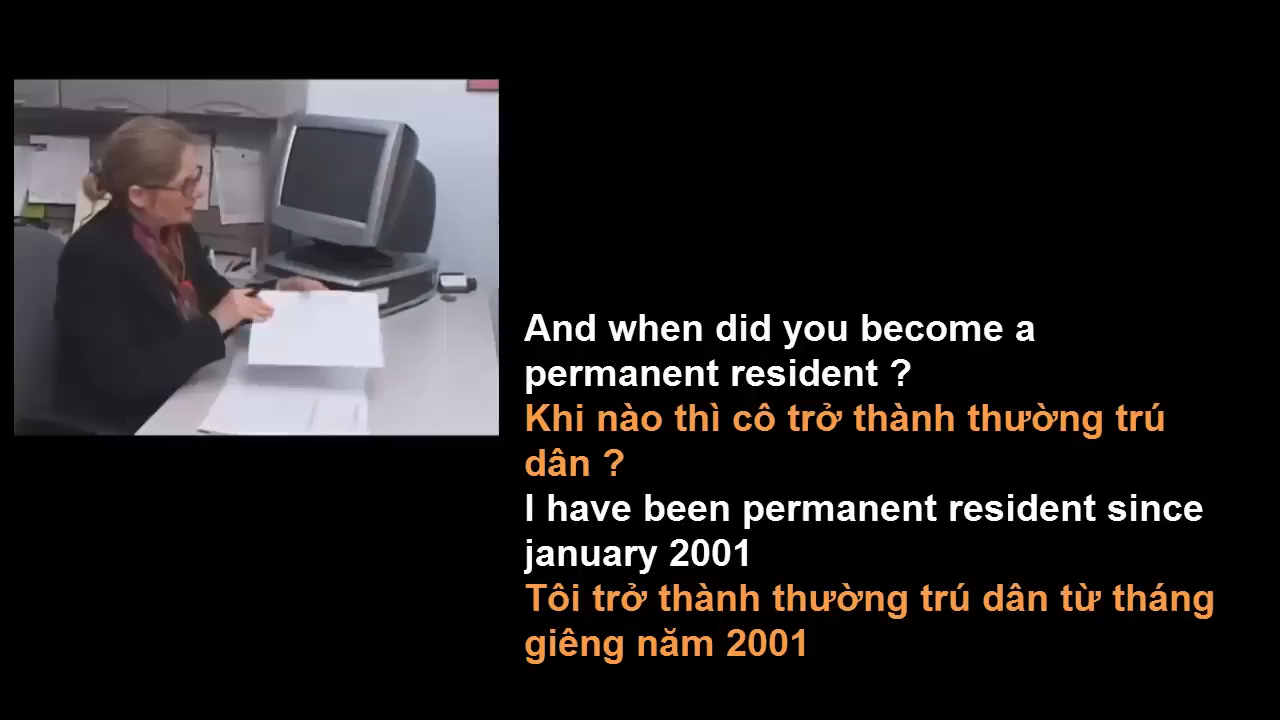 And when did you become a
permanent resident ?
Khi nào thì cô trở thành thường trú
dân ?
I have been permanent resident since
january 2001
Tôi trở thành thường trú dân từ tháng
giêng năm 2001